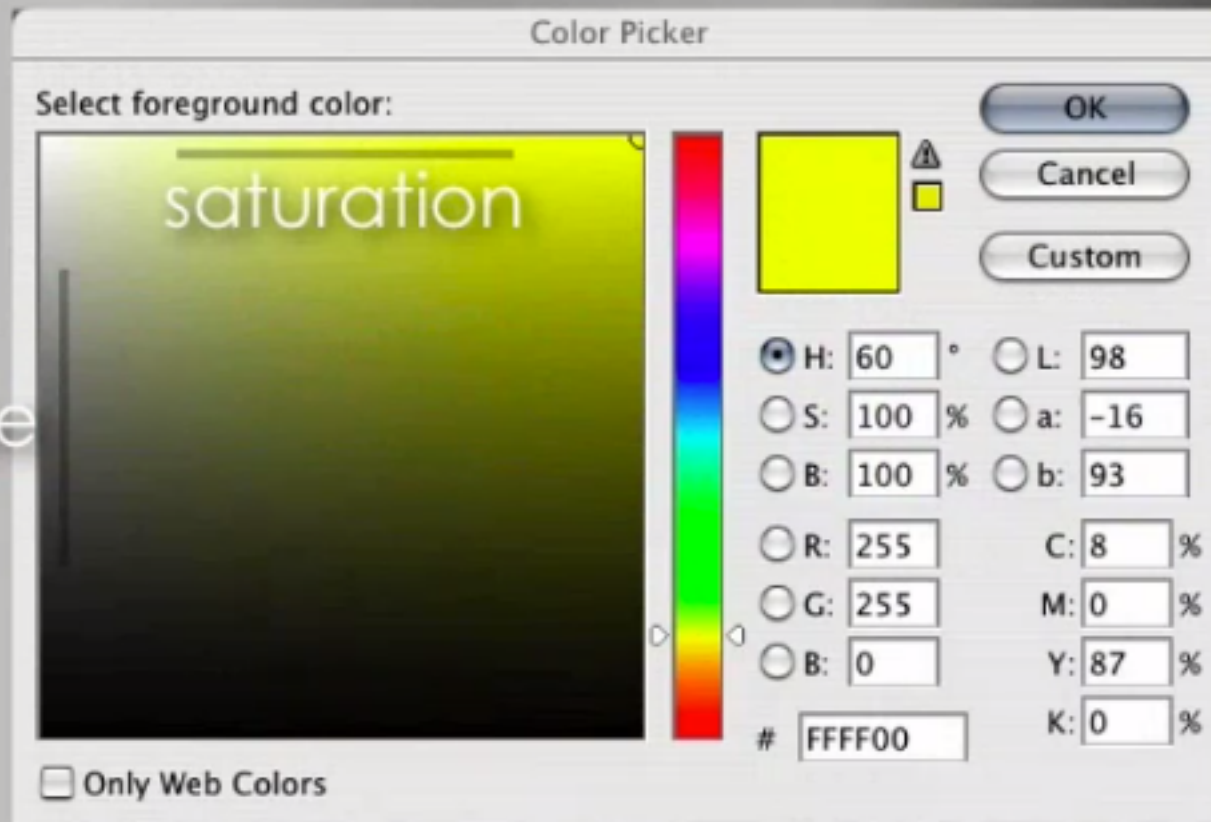 Color Picker
Select foreground color:
saturation
OK
Cancel
Custom
H: 60 ° L: 98
S: 100 % a: -16
B: 100 % b: 93
R: 255 C: 8 %
G: 255 M: 0 %
B: 0 Y: 87 %
# FFFF00 K: 0 %
Only Web Colors